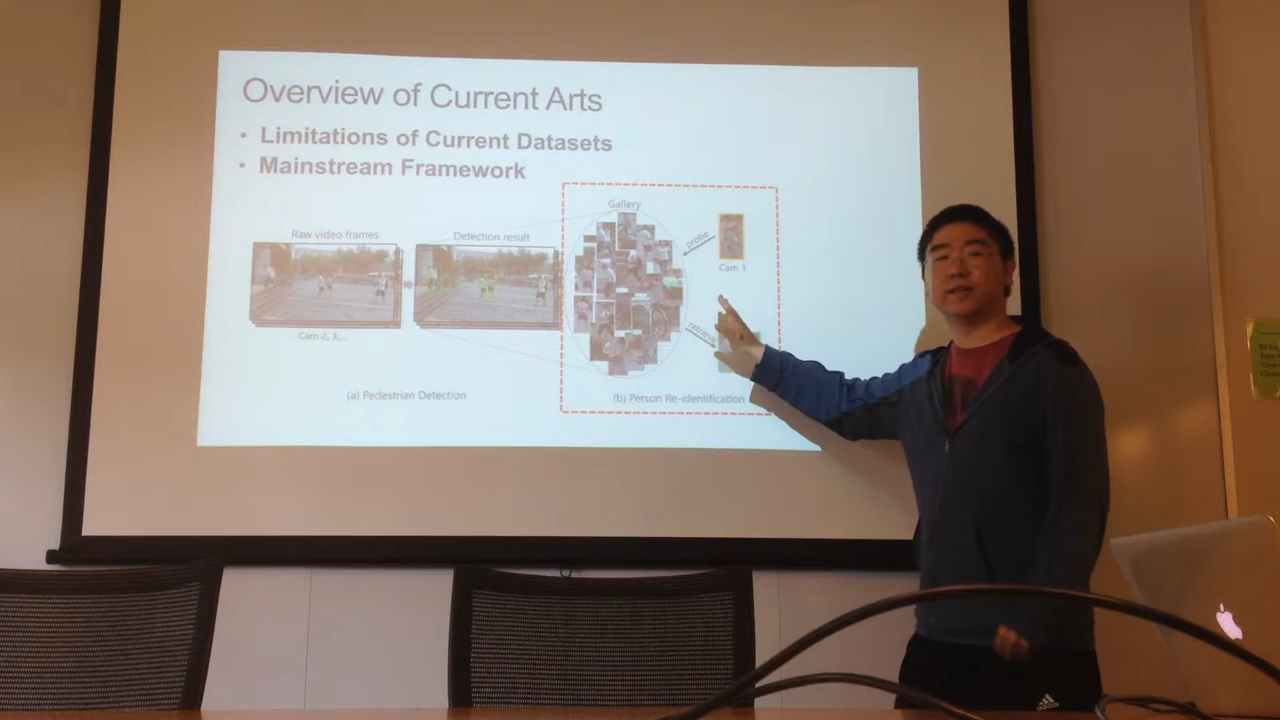 Overview of Current Arts
• Limitations of Current Datasets
• Mainstream Framework
Gallery
Raw video frames
Detection result
probe
Cam 1
Cam 2, 3,...
retrieve
(a) Pedestrian Detection
(b) Person Re-identification